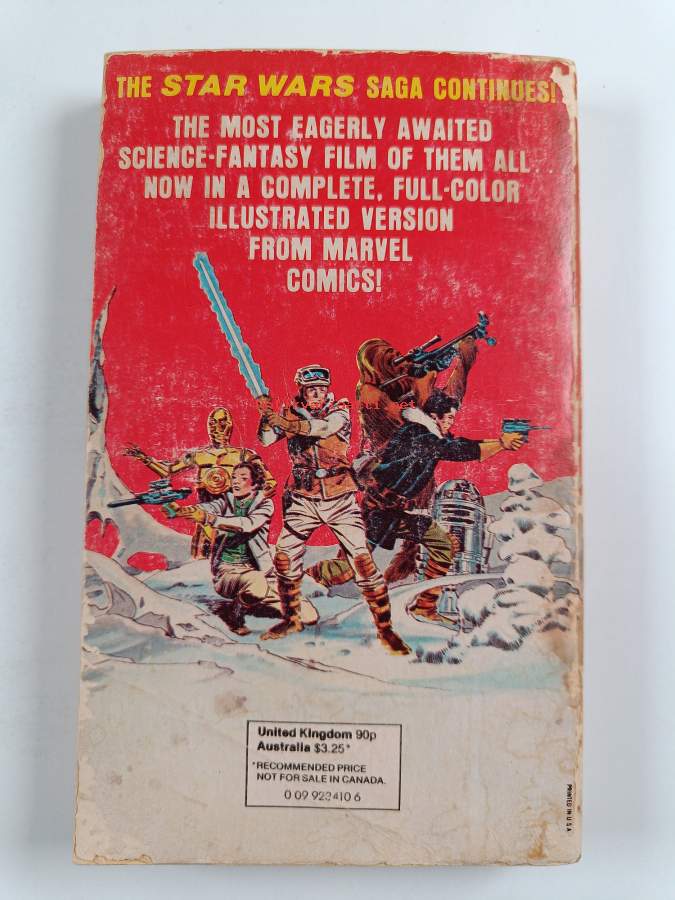 THE STAR WARS SAGA CONTINUES!
THE MOST EAGERLY AWAITED
SCIENCE-FANTASY FILM OF THEM ALL
NOW IN A COMPLETE, FULL-COLOR
ILLUSTRATED VERSION
FROM MARVEL
COMICS!
United Kingdom 90p
Australia $3.25*
*RECOMMENDED PRICE
NOT FOR SALE IN CANADA.
0 09 922410 6
PRINTED IN U S A